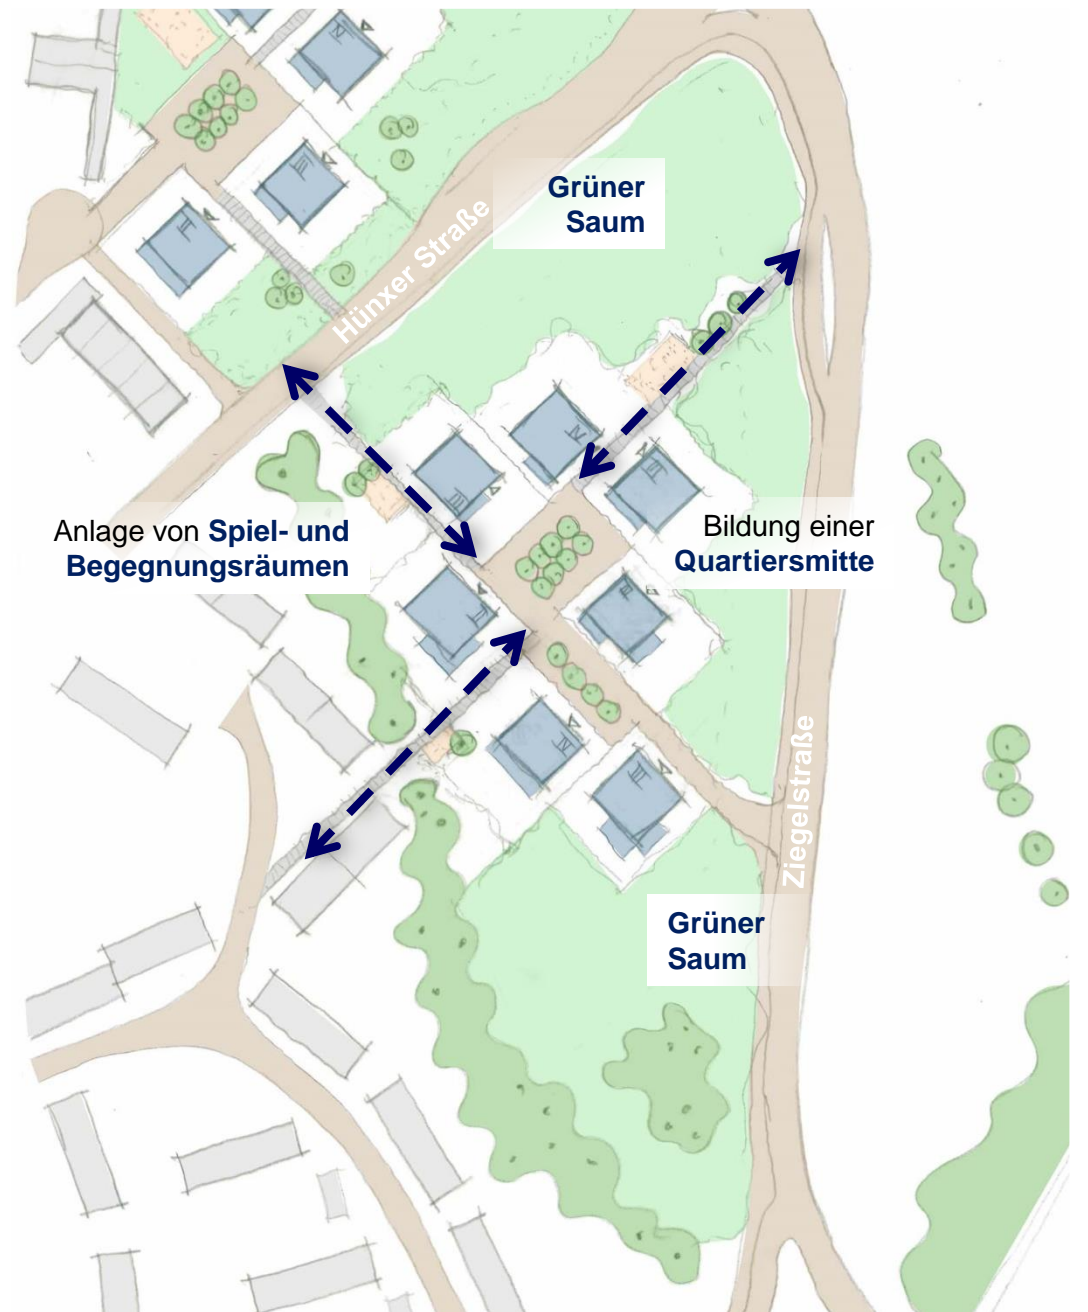 Grüner
Saum
Hünxer Straße
Anlage von Spiel- und
Begegnungsräumen
Bildung einer
Quartiersmitte
Ziegelstraße
Grüner
Saum